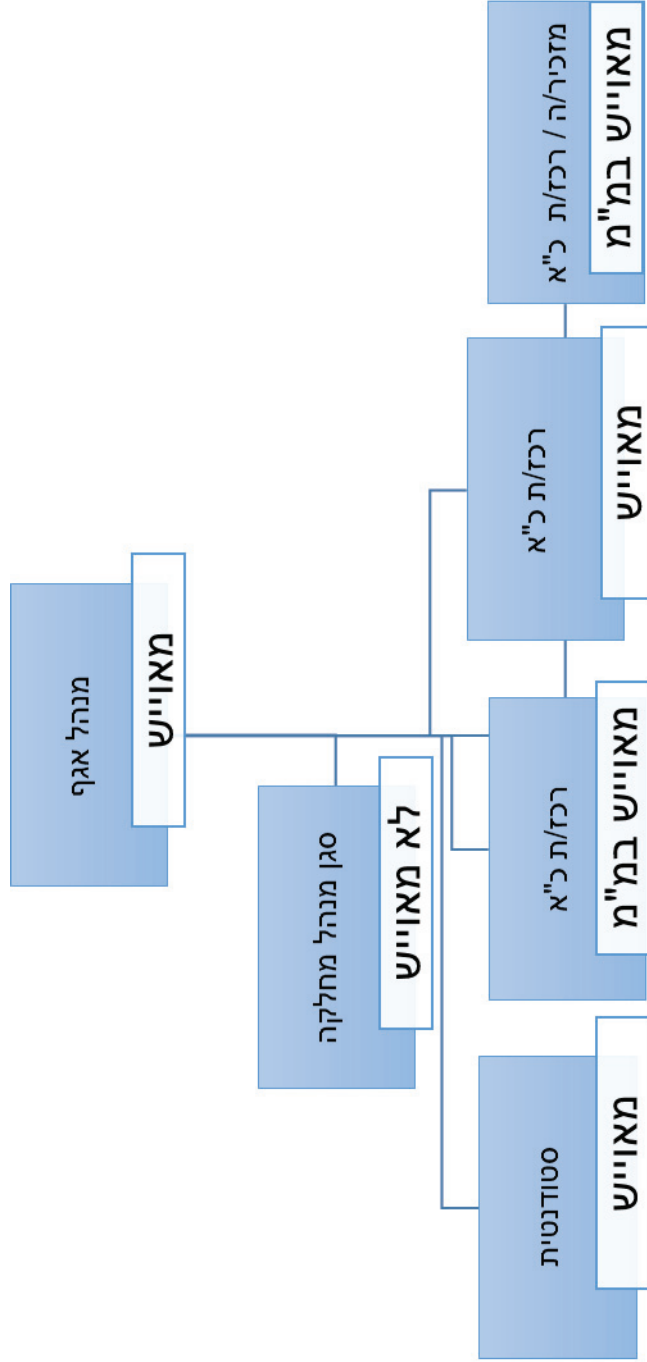 מנהל אגף
מאוייש
סגן מנהל מחלקה
לא מאוייש
מזכיר/ה / רכז/ת כ"א
מאוייש במ"מ
רכז/ת כ"א
מאוייש
רכז/ת כ"א
מאוייש במ"מ
סטודנטית
מאוייש